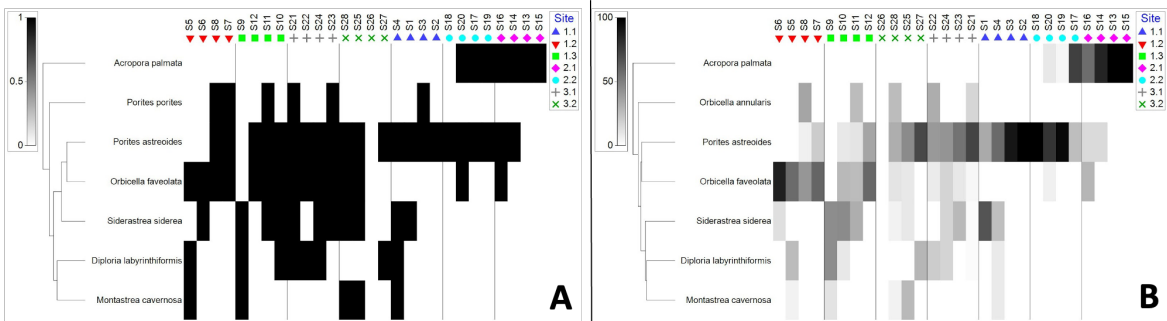 S5 S6 S8 S7 S9 S12 S11 S10 S21 S22 S24 S23 S28 S25 S26 S27 S4 S1 S3 S2 S18 S20 S17 S19 S16 S14 S13 S15
Site
1.1
1.2
1.3
2.1
2.2
3.1
3.2
1
0.5
0
Acropora palmata
Porites porites
Porites astreoides
Orbicella faveolata
Siderastrea siderea
Diploria labyrinthiformis
Montastrea cavernosa
A
S6 S5 S8 S7 S9 S10 S11 S12 S26 S28 S25 S27 S22 S24 S23 S21 S1 S4 S3 S2 S18 S20 S19 S17 S16 S14 S13 S15
Site
1.1
1.2
1.3
2.1
2.2
3.1
3.2
100
50
0
Acropora palmata
Orbicella annularis
Porites astreoides
Orbicella faveolata
Siderastrea siderea
Diploria labyrinthiformis
Montastrea cavernosa
B